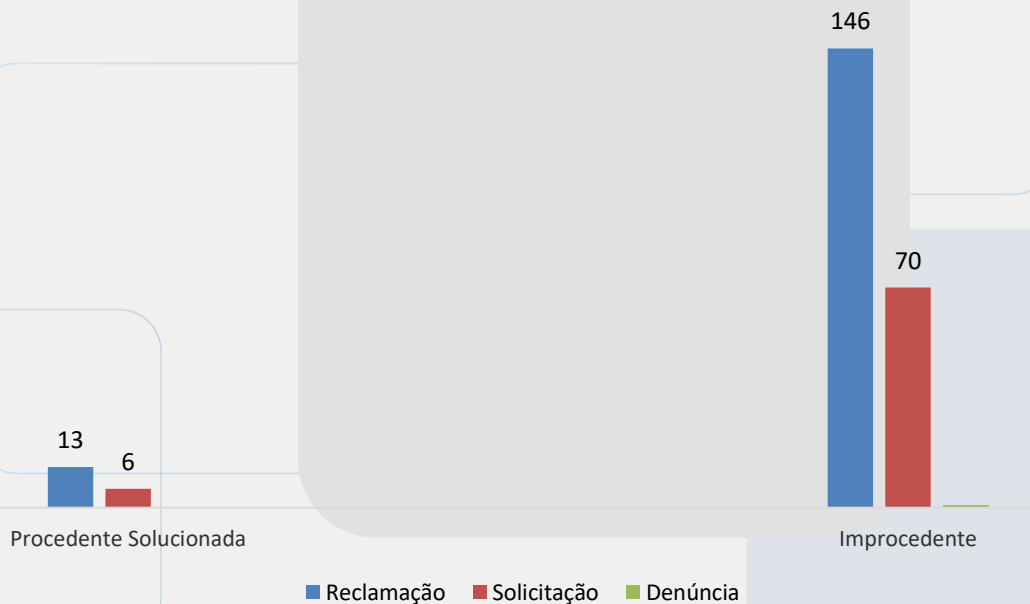 146
70
13
6
Procedente Solucionada
Improcedente
Reclamação
Solicitação
Denúncia